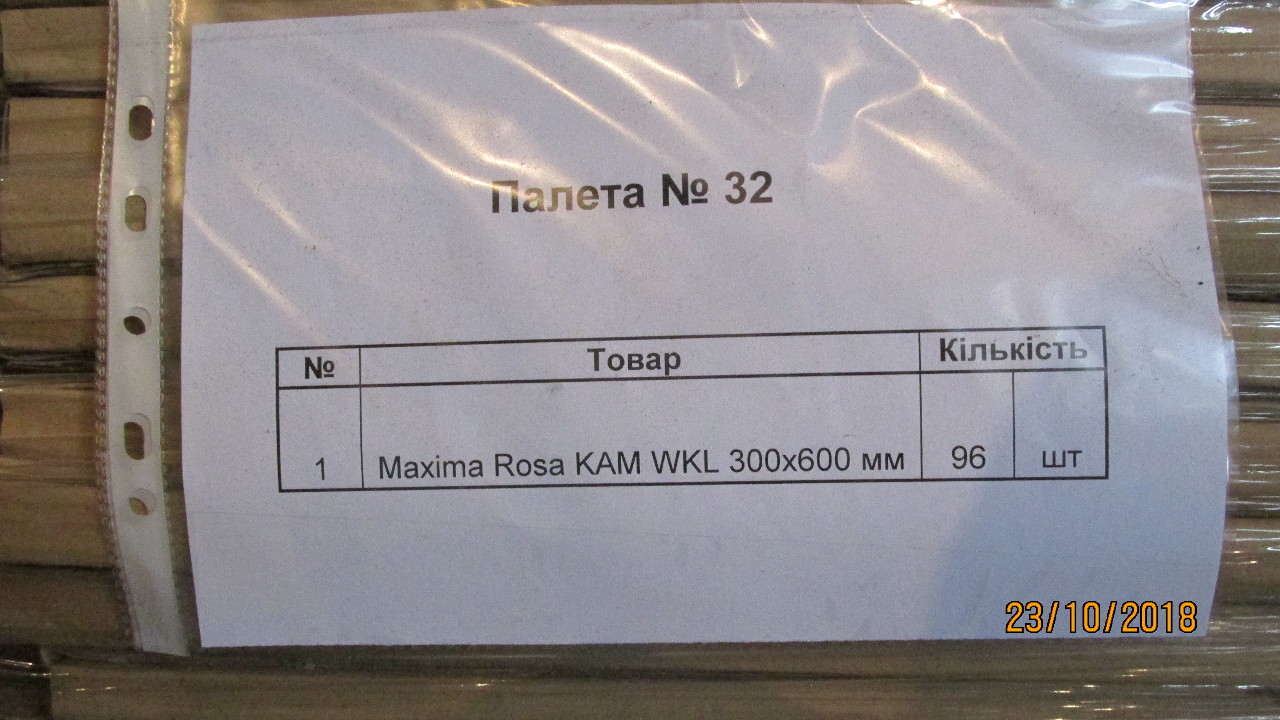 Палета № 32
№ Товар Кількість
1 Maxima Rosa KAM WKL 300x600 мм 96 шт
23/10/2018